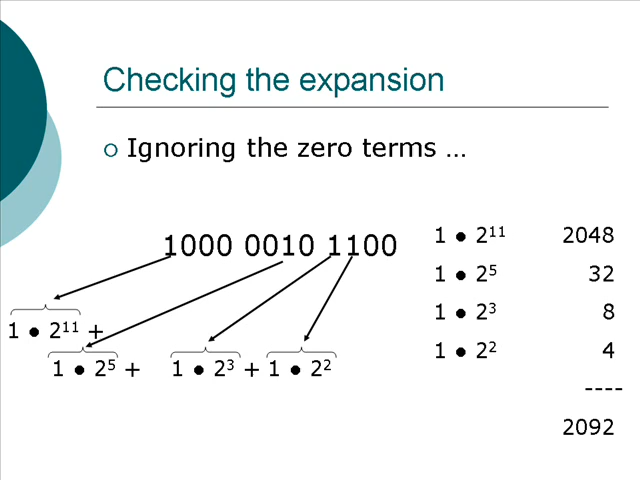 Checking the expansion
Ignoring the zero terms …
1000 0010 1100
1 ● 2¹¹ +
1 ● 2⁵ + 1 ● 2³ + 1 ● 2²
1 ● 2¹¹ 2048
1 ● 2⁵ 32
1 ● 2³ 8
1 ● 2² 4
----
2092